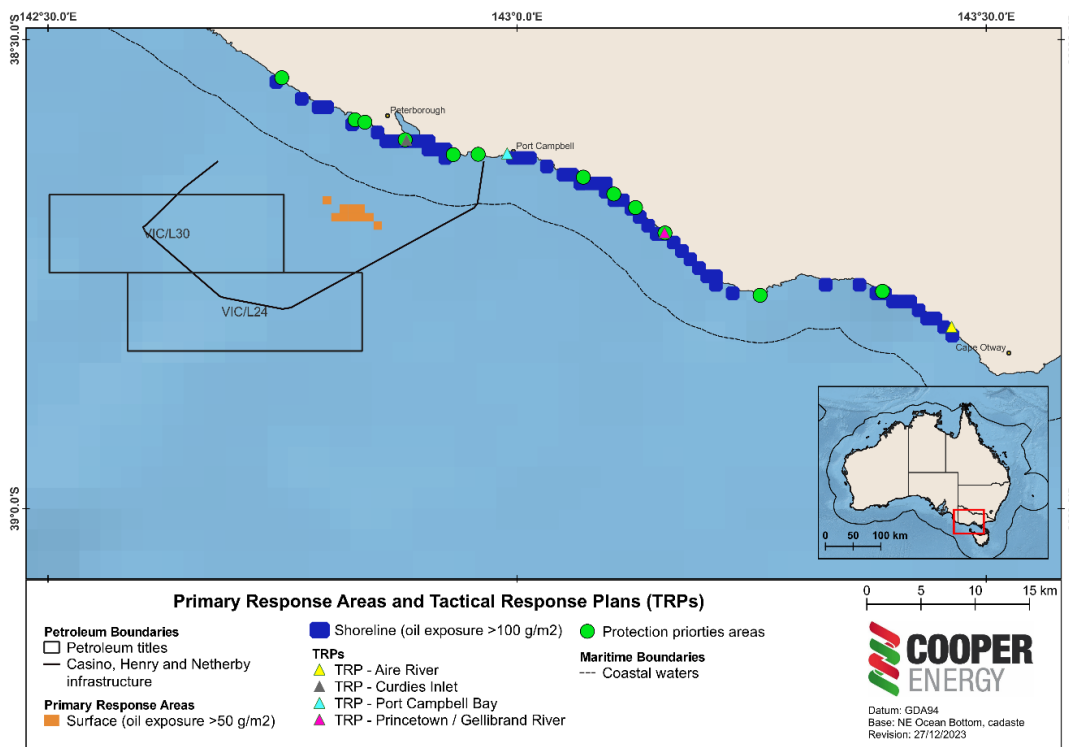 142°30.0'E
143°0.0'E
143°30.0'E
38°30.0'S
39°0.0'S
Peterborough
Port Campbell
VIC/L30
VIC/L24
Cape Otway
0 50 100 km
Primary Response Areas and Tactical Response Plans (TRPs)
0 5 10 15 km
Petroleum Boundaries
Petroleum titles
Casino, Henry and Netherby
infrastructure
Primary Response Areas
Surface (oil exposure >50 g/m2)
Shoreline (oil exposure >100 g/m2)
TRPs
TRP - Aire River
TRP - Curdies Inlet
TRP - Port Campbell Bay
TRP - Princetown / Gellibrand River
Protection priorties areas
Maritime Boundaries
Coastal waters
COOPER
ENERGY
Datum: GDA94
Base: NE Ocean Bottom, cadaste
Revision: 27/12/2023